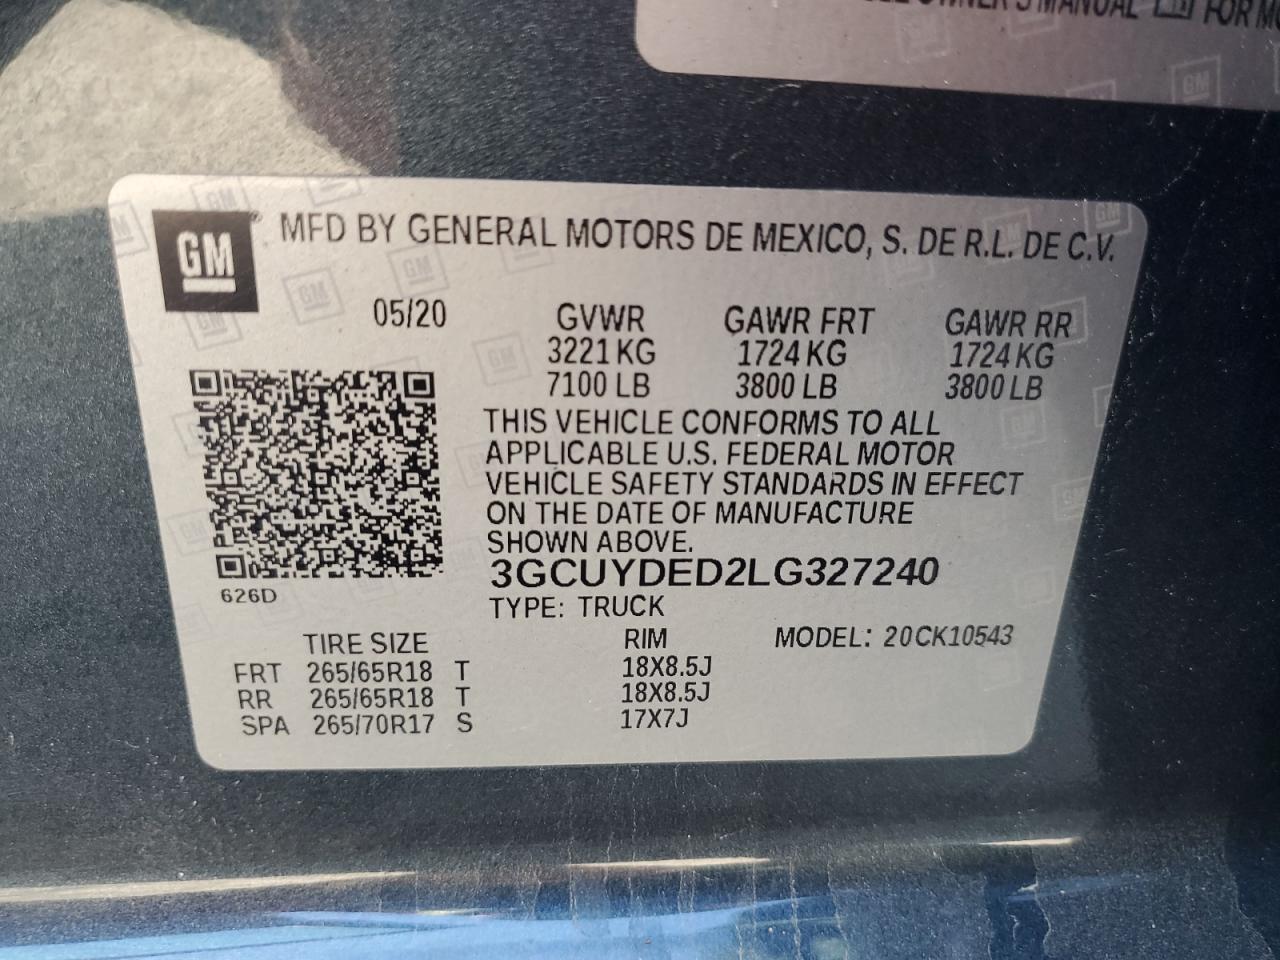 OWNER'S MANUAL
FOR
GM
MFD BY GENERAL MOTORS DE MEXICO, S. DE R.L. DE C.V.
05/20
GVWR GAWR FRT GAWR RR
3221 KG 1724 KG 1724 KG
7100 LB 3800 LB 3800 LB
THIS VEHICLE CONFORMS TO ALL
APPLICABLE U.S. FEDERAL MOTOR
VEHICLE SAFETY STANDARDS IN EFFECT
ON THE DATE OF MANUFACTURE
SHOWN ABOVE.
3GCUYDED2LG327240
626D
TYPE: TRUCK
TIRE SIZE RIM MODEL: 20CK10543
FRT 265/65R18 T 18X8.5J
RR 265/65R18 T 18X8.5J
SPA 265/70R17 S 17X7J